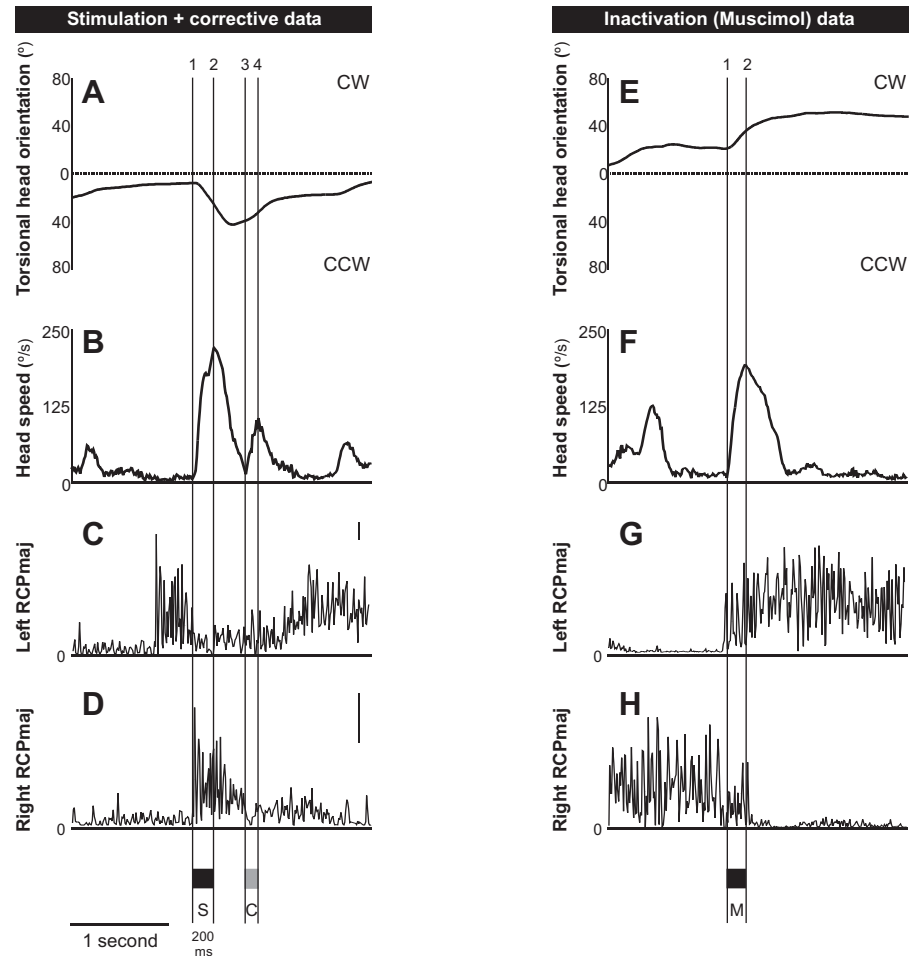 Stimulation + corrective data
Inactivation (Muscimol) data
1 2 3 4
A
CW
Torsional head orientation (º)
80
40
0
40
80
CCW
B
Head speed (º/s)
250
125
0
C
Left RCPmaj
0
D
Right RCPmaj
0
S
C
1 second
200
ms
1 2
E
CW
Torsional head orientation (º)
80
40
0
40
80
CCW
F
Head speed (º/s)
250
125
0
G
Left RCPmaj
0
H
Right RCPmaj
0
M